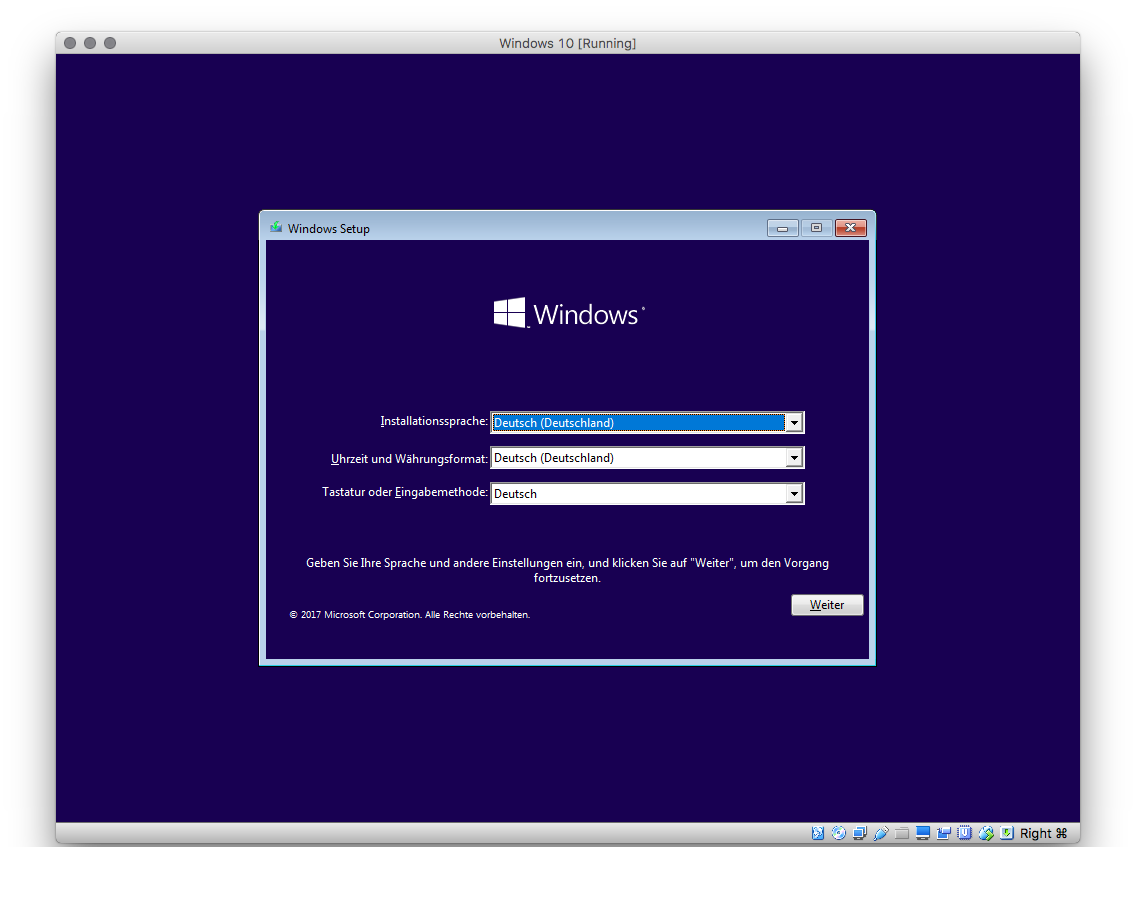 Windows 10 [Running]
Windows Setup
Windows
Installationssprache: Deutsch (Deutschland)
Uhrzeit und Währungsformat: Deutsch (Deutschland)
Tastatur oder Eingabemethode: Deutsch
Geben Sie Ihre Sprache und andere Einstellungen ein, und klicken Sie auf "Weiter", um den Vorgang
fortzusetzen.
Weiter
© 2017 Microsoft Corporation. Alle Rechte vorbehalten.
Right ⌘